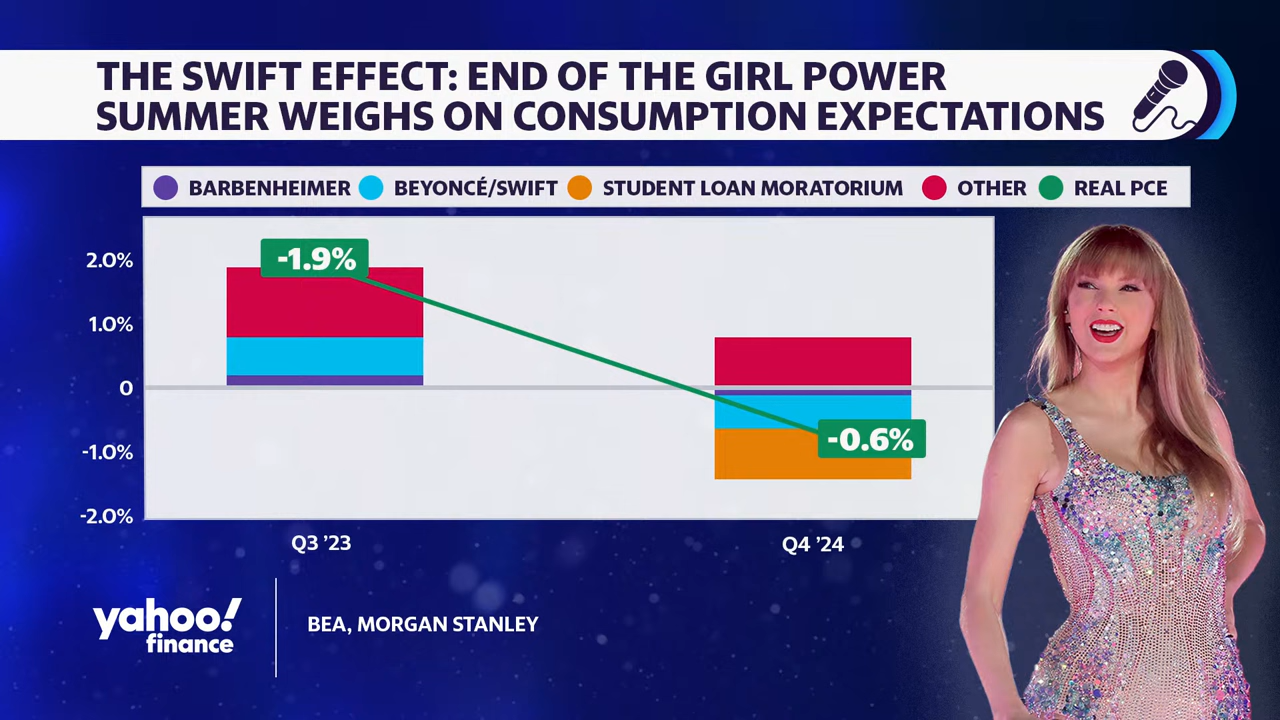 THE SWIFT EFFECT: END OF THE GIRL POWER
SUMMER WEIGHS ON CONSUMPTION EXPECTATIONS
BARBENHEIMER BEYONCÉ/SWIFT STUDENT LOAN MORATORIUM OTHER REAL PCE
2.0%
1.0%
0
-1.0%
-2.0%
-1.9%
-0.6%
Q3 ’23 Q4 ’24
yahoo!
finance
BEA, MORGAN STANLEY